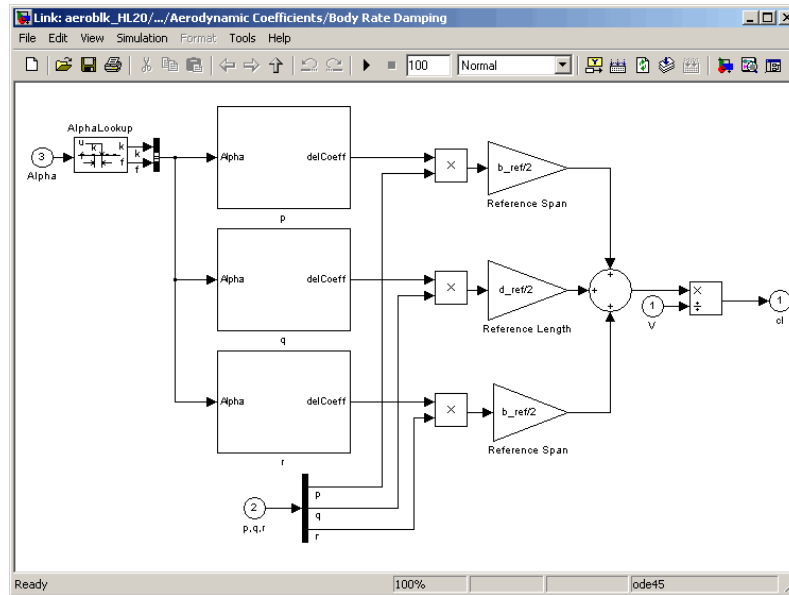 Link: aeroblk_HL20/.../Aerodynamic Coefficients/Body Rate Damping
File Edit View Simulation Format Tools Help
100 Normal
AlphaLookup
u k k
f
k
f
3
Alpha
Alpha delCoeff
p
×
b_ref/2
Reference Span
Alpha delCoeff
q
×
d_ref/2
Reference Length
+
+
+
1
V
×
÷
1
cl
Alpha delCoeff
r
×
b_ref/2
Reference Span
2
p,q,r
p
q
r
Ready 100% ode45